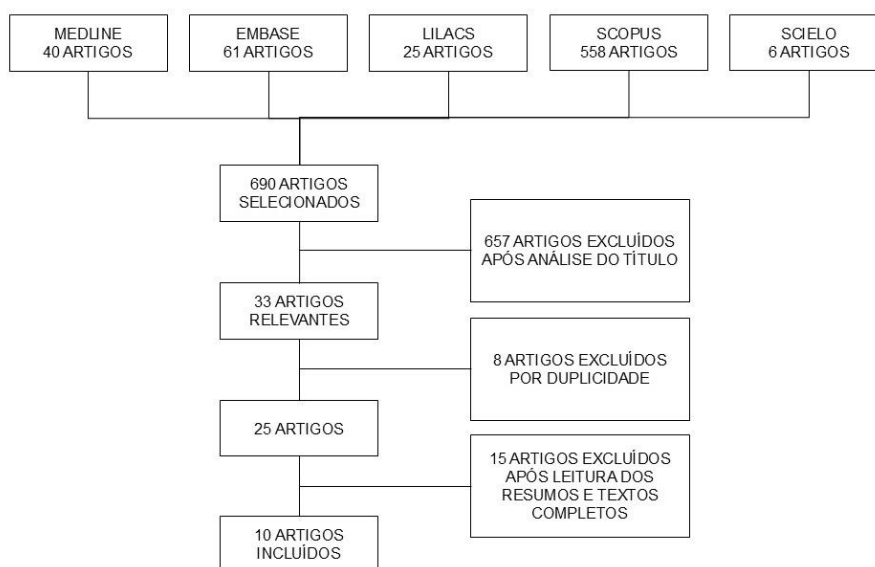 MEDLINE
40 ARTIGOS
EMBASE
61 ARTIGOS
LILACS
25 ARTIGOS
SCOPUS
558 ARTIGOS
SCIELO
6 ARTIGOS
690 ARTIGOS
SELECIONADOS
657 ARTIGOS EXCLUÍDOS
APÓS ANÁLISE DO TÍTULO
33 ARTIGOS
RELEVANTES
8 ARTIGOS EXCLUÍDOS
POR DUPLICIDADE
25 ARTIGOS
15 ARTIGOS EXCLUÍDOS
APÓS LEITURA DOS
RESUMOS E TEXTOS
COMPLETOS
10 ARTIGOS
INCLUÍDOS